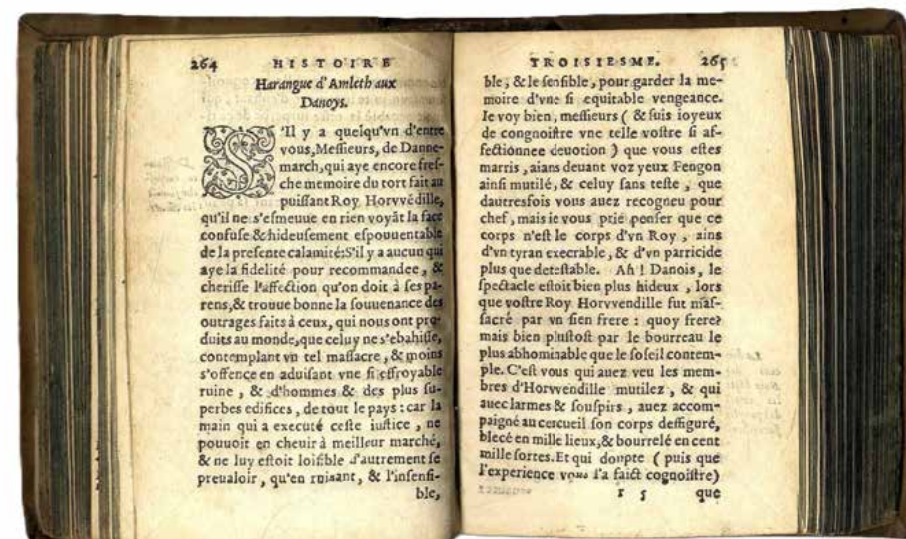 264 HISTOIRE
Harangue d'Amleth aux
Danoys.
S'Il y a quelqu'vn d'entre
vous, Messieurs, de Danne-
march, qui aye encore fres-
che memoire du tort fait au
puissant Roy Horvvédille,
qu'il ne s'esmeuue en rien voyãt la face
confuse & hideusement espouuentable
de la presente calamité: S'il y a aucun qui
aye la fidelité pour recommandee, &
cherisse l'affection qu'on doit à ses pa-
rens, & trouue bonne la souuenance des
outrages faits à ceux, qui nous ont pro-
duits au monde, que celuy ne s'ebahisse,
contemplant vn tel massacre, & moins
s'offence en aduisant vne si effroyable
ruine, & d'hommes & des plus su-
perbes edifices, de tout le pays: car la
main qui a executé ceste iustice, ne
pouuoit en cheuir à meilleur marché,
& ne luy estoit loisible d'autrement se
preualoir, qu'en ruinant, & l'insensi-
ble,
TROISIESME. 265
ble, & le sensible, pour garder la me-
moire d'vne si equitable vengeance.
Ie voy bien, messieurs (& suis ioyeux
de congnoistre vne telle vostre si af-
fectionnee deuotion) que vous estes
marris, aians deuant voz yeux Fengon
ainsi mutilé, & celuy sans teste, que
dautresfois vous auez recogneu pour
chef, mais ie vous prie penser que ce
corps n'est le corps d'vn Roy, ains
d'vn tyran execrable, & d'vn parricide
plus que detestable. Ah! Danois, le
spectacle estoit bien plus hideux, lors
que vostre Roy Horvvendille fut mas-
sacré par vn sien frere: quoy frere?
mais bien plustost par le bourreau le
plus abhominable que le soleil contem-
ple. C'est vous qui auez veu les mem-
bres d'Horwendille mutilez, & qui
auec larmes & souspirs, auez accom-
paigné au cercueil son corps deffiguré,
blecé en mille lieux, & bourrelé en cent
mille sortes. Et qui doupte (puis que
l'experience vous l'a faict cognoistre)
que